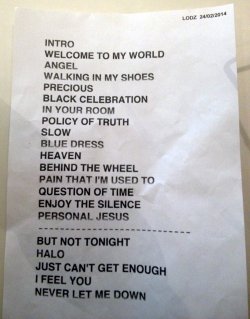 LODZ 24/02/2014
INTRO
WELCOME TO MY WORLD
ANGEL
WALKING IN MY SHOES
PRECIOUS
BLACK CELEBRATION
IN YOUR ROOM
POLICY OF TRUTH
SLOW
BLUE DRESS
HEAVEN
BEHIND THE WHEEL
PAIN THAT I'M USED TO
QUESTION OF TIME
ENJOY THE SILENCE
PERSONAL JESUS
BUT NOT TONIGHT
HALO
JUST CAN'T GET ENOUGH
I FEEL YOU
NEVER LET ME DOWN